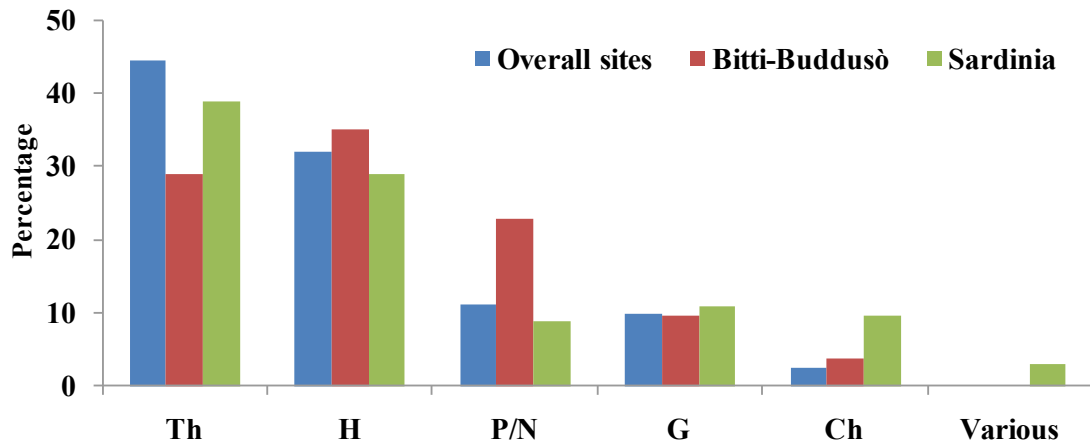 50
Overall sites Bitti-Buddusò Sardinia
40
30
20
10
0
Percentage
Th H P/N G Ch Various